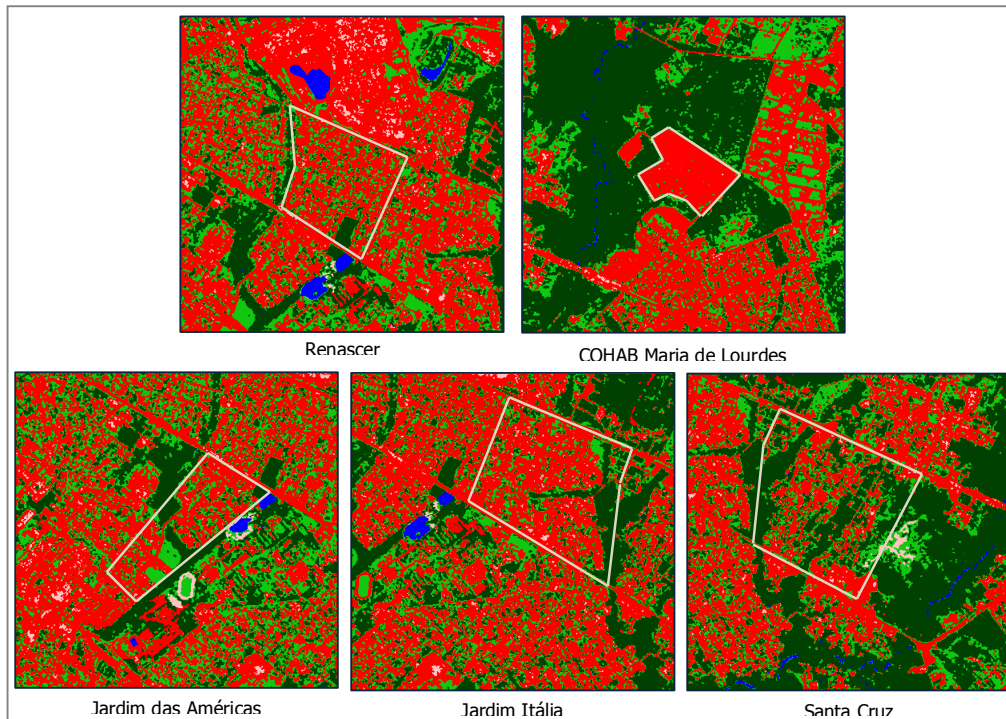 Renascer
COHAB Maria de Lourdes
Jardim das Américas
Jardim Itália
Santa Cruz